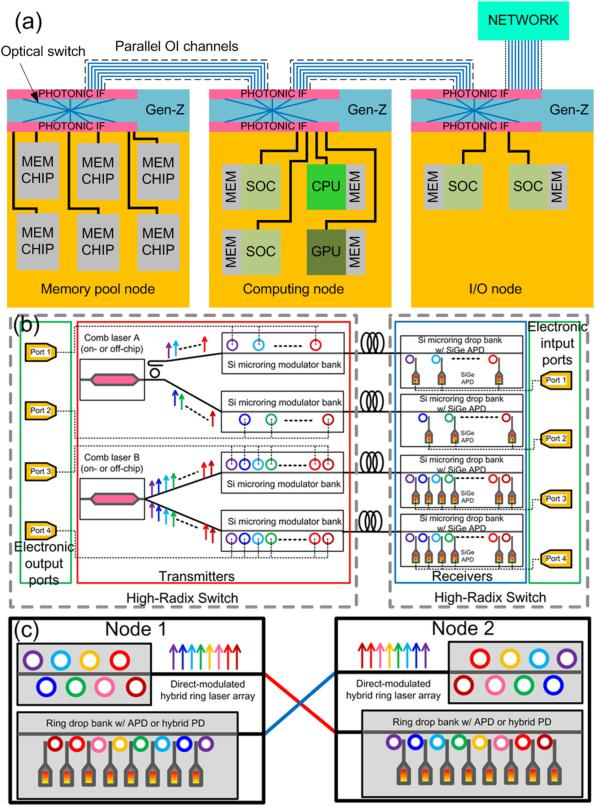 (a)
NETWORK
Optical switch
Parallel OI channels
PHOTONIC IF
Gen-Z
PHOTONIC IF
PHOTONIC IF
Gen-Z
PHOTONIC IF
PHOTONIC IF
Gen-Z
PHOTONIC IF
MEM
CHIP
MEM
CHIP
MEM
CHIP
MEM
CHIP
MEM
CHIP
MEM
CHIP
Memory pool node
MEM
SOC
CPU
MEM
MEM
SOC
GPU
MEM
Computing node
MEM
SOC
SOC
MEM
I/O node
(b)
Port 1
Port 2
Port 3
Port 4
Electronic
output
ports
Comb laser A
(on- or off-chip)
Si microring modulator bank
Si microring modulator bank
Comb laser B
(on- or off-chip)
Si microring modulator bank
Si microring modulator bank
Transmitters
High-Radix Switch
Si microring drop bank
w/ SiGe APD
SiGe
APD
Si microring drop bank
w/ SiGe APD
SiGe
APD
Si microring drop bank
w/ SiGe APD
SiGe
APD
Si microring drop bank
w/ SiGe APD
SiGe
APD
Receivers
Electronic
intput
ports
Port 1
Port 2
Port 3
Port 4
High-Radix Switch
(c)
Node 1
Direct-modulated
hybrid ring laser array
Ring drop bank w/ APD or hybrid PD
Node 2
Direct-modulated
hybrid ring laser array
Ring drop bank w/ APD or hybrid PD